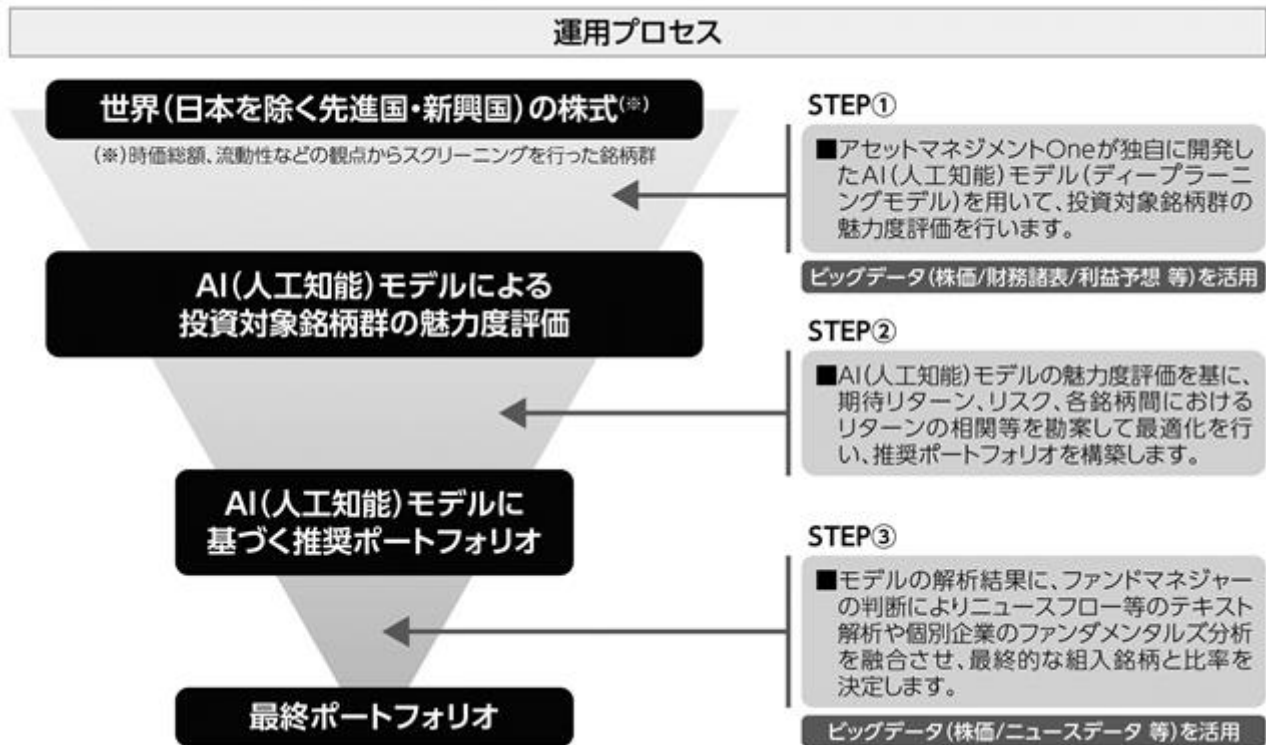 運用プロセス
世界(日本を除く先進国・新興国)の株式(※)
(※)時価総額、流動性などの観点からスクリーニングを行った銘柄群
STEP①
■アセットマネジメントOneが独自に開発し
たAI(人工知能)モデル(ディープラーニ
ングモデル)を用いて、投資対象銘柄群の
魅力度評価を行います。
ビッグデータ(株価/財務諸表/利益予想 等)を活用
AI(人工知能)モデルによる
投資対象銘柄群の魅力度評価
STEP②
■AI(人工知能)モデルの魅力度評価を基に、
期待リターン、リスク、各銘柄間における
リターンの相関等を勘案して最適化を行
い、推奨ポートフォリオを構築します。
AI(人工知能)モデルに
基づく推奨ポートフォリオ
STEP③
■モデルの解析結果に、ファンドマネジャー
の判断によりニュースフロー等のテキスト
解析や個別企業のファンダメンタルズ分析
を融合させ、最終的な組入銘柄と比率を
決定します。
ビッグデータ(株価/ニュースデータ 等)を活用
最終ポートフォリオ